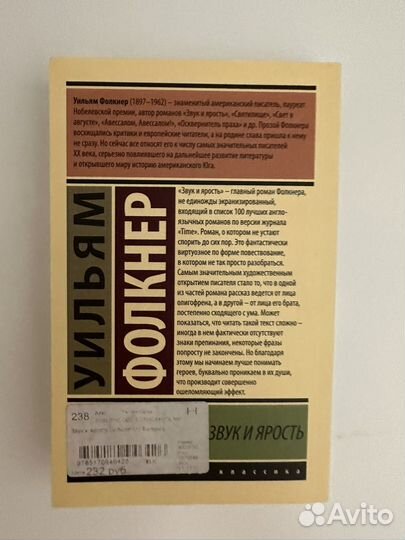 Уильям Фолкнер (1897–1962) – знаменитый американский писатель, лауреат
Нобелевской премии, автор романов «Звук и ярость», «Святилище», «Свет в
августе», «Авессалом, Авессалом!», «Осквернитель праха» и др. Прозой Фолкнера
восхищались критики и европейские читатели, а на родине слава пришла к нему
не сразу. Но сейчас все относят его к числу самых значительных писателей
XX века, серьезно повлиявшего на дальнейшее развитие литературы
и открывшего миру историю американского Юга.
УИЛЬЯМ
ФОЛКНЕР
«Звук и ярость» – главный роман Фолкнера,
не единожды экранизированный,
входящий в список 100 лучших англо-
язычных романов по версии журнала
«Time». Роман, о котором не устают
спорить до сих пор. Это фантастически
виртуозное по форме повествование,
в котором не так просто разобраться.
Самым значительным художественным
открытием писателя стало то, что в одной
из частей романа рассказ ведется от лица
олигофрена, а в другой – от лица его брата,
постепенно сходящего с ума. Может
показаться, что читать такой текст сложно –
иногда в нем фактически отсутствуют
знаки препинания, некоторые фразы
попросту не закончены. Но благодаря
этому мы начинаем лучше понимать
героев, буквально проникаем в их души,
что производит совершенно
ошеломляющий эффект.
238
232 руб.
ЗВУК И ЯРОСТЬ
классика
Avito